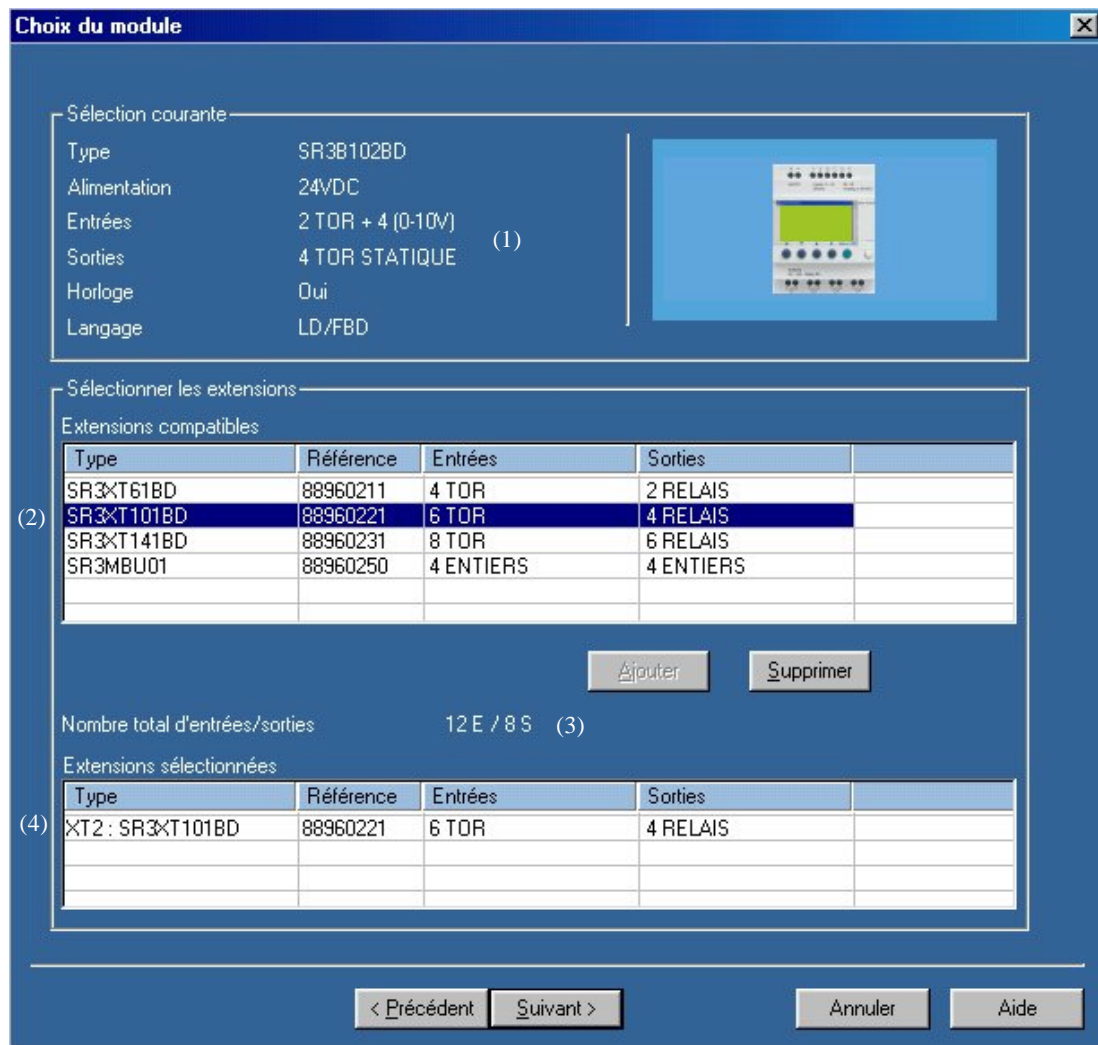 Choix du module
Sélection courante
Type SR3B102BD
Alimentation 24VDC
Entrées 2 TOR + 4 (0-10V)
(1)
Sorties 4 TOR STATIQUE
Horloge Oui
Langage LD/FBD
Sélectionner les extensions
Extensions compatibles
Type Référence Entrées Sorties
SR3XT61BD 88960211 4 TOR 2 RELAIS
(2) SR3XT101BD 88960221 6 TOR 4 RELAIS
SR3XT141BD 88960231 8 TOR 6 RELAIS
SR3MBU01 88960250 4 ENTIERS 4 ENTIERS
Ajouter Supprimer
Nombre total d'entrées/sorties 12 E / 8 S (3)
Extensions sélectionnées
Type Référence Entrées Sorties
(4) XT2 : SR3XT101BD 88960221 6 TOR 4 RELAIS
< Précédent Suivant > Annuler Aide